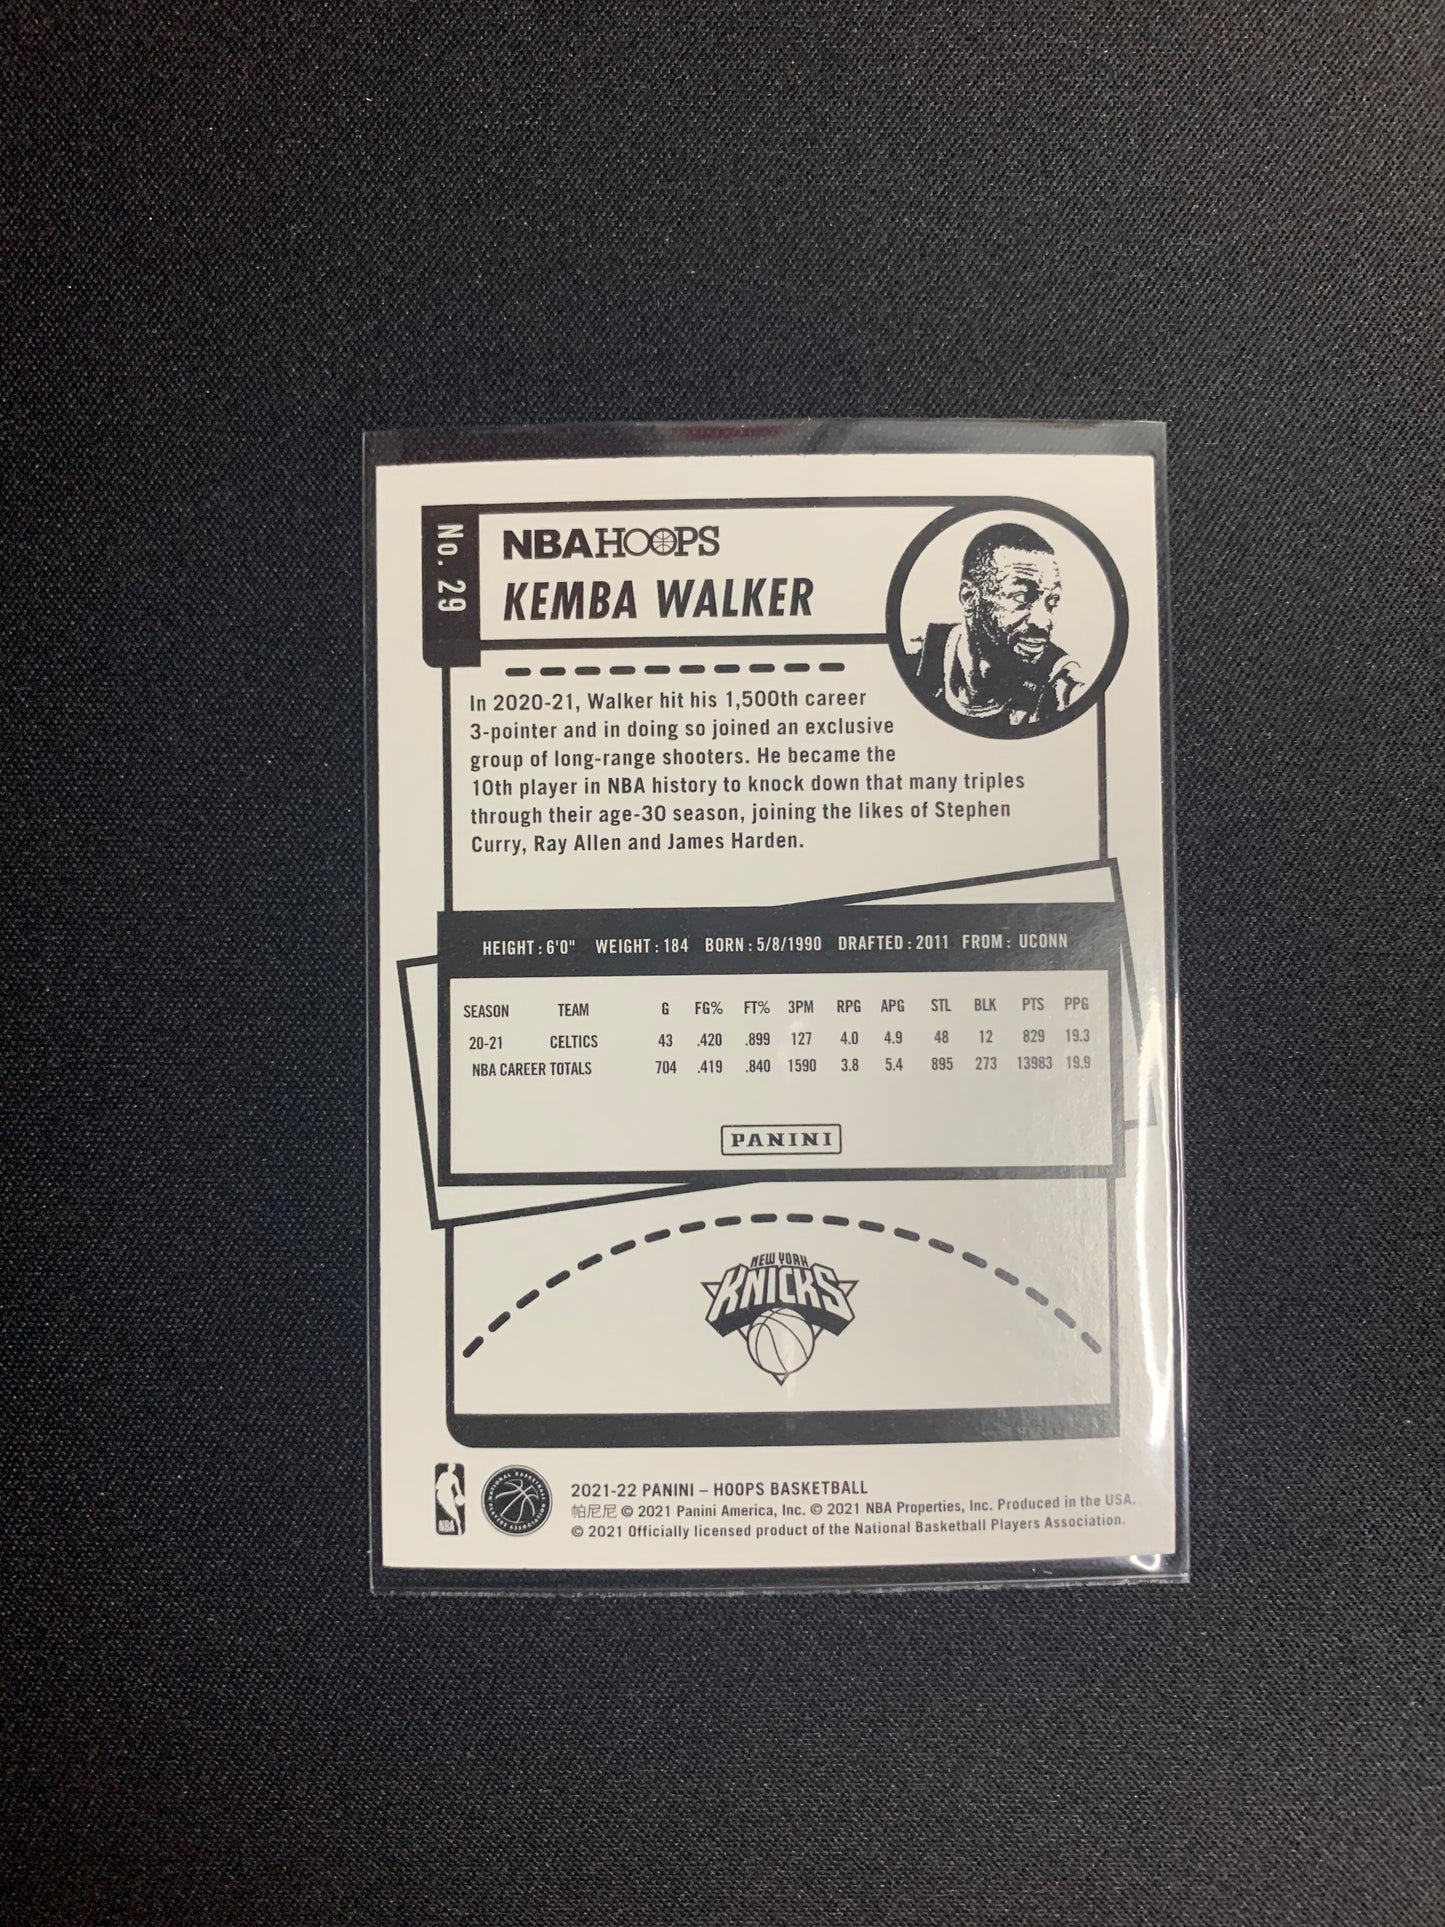 No. 29
NBA HOOPS
KEMBA WALKER
In 2020-21, Walker hit his 1,500th career
3-pointer and in doing so joined an exclusive
group of long-range shooters. He became the
10th player in NBA history to knock down that many triples
through their age-30 season, joining the likes of Stephen
Curry, Ray Allen and James Harden.
HEIGHT : 6'0" WEIGHT : 184 BORN : 5/8/1990 DRAFTED : 2011 FROM : UCONN
SEASON TEAM G FG% FT% 3PM RPG APG STL BLK PTS PPG
20-21 CELTICS 43 .420 .899 127 4.0 4.9 48 12 829 19.3
NBA CAREER TOTALS 704 .419 .840 1590 3.8 5.4 895 273 13983 19.9
PANINI
NEW YORK
KNICKS
NBA
NATIONAL BASKETBALL PLAYERS ASSOCIATION
2021-22 PANINI – HOOPS BASKETBALL
帕尼尼 © 2021 Panini America, Inc. © 2021 NBA Properties, Inc. Produced in the USA.
© 2021 Officially licensed product of the National Basketball Players Association.